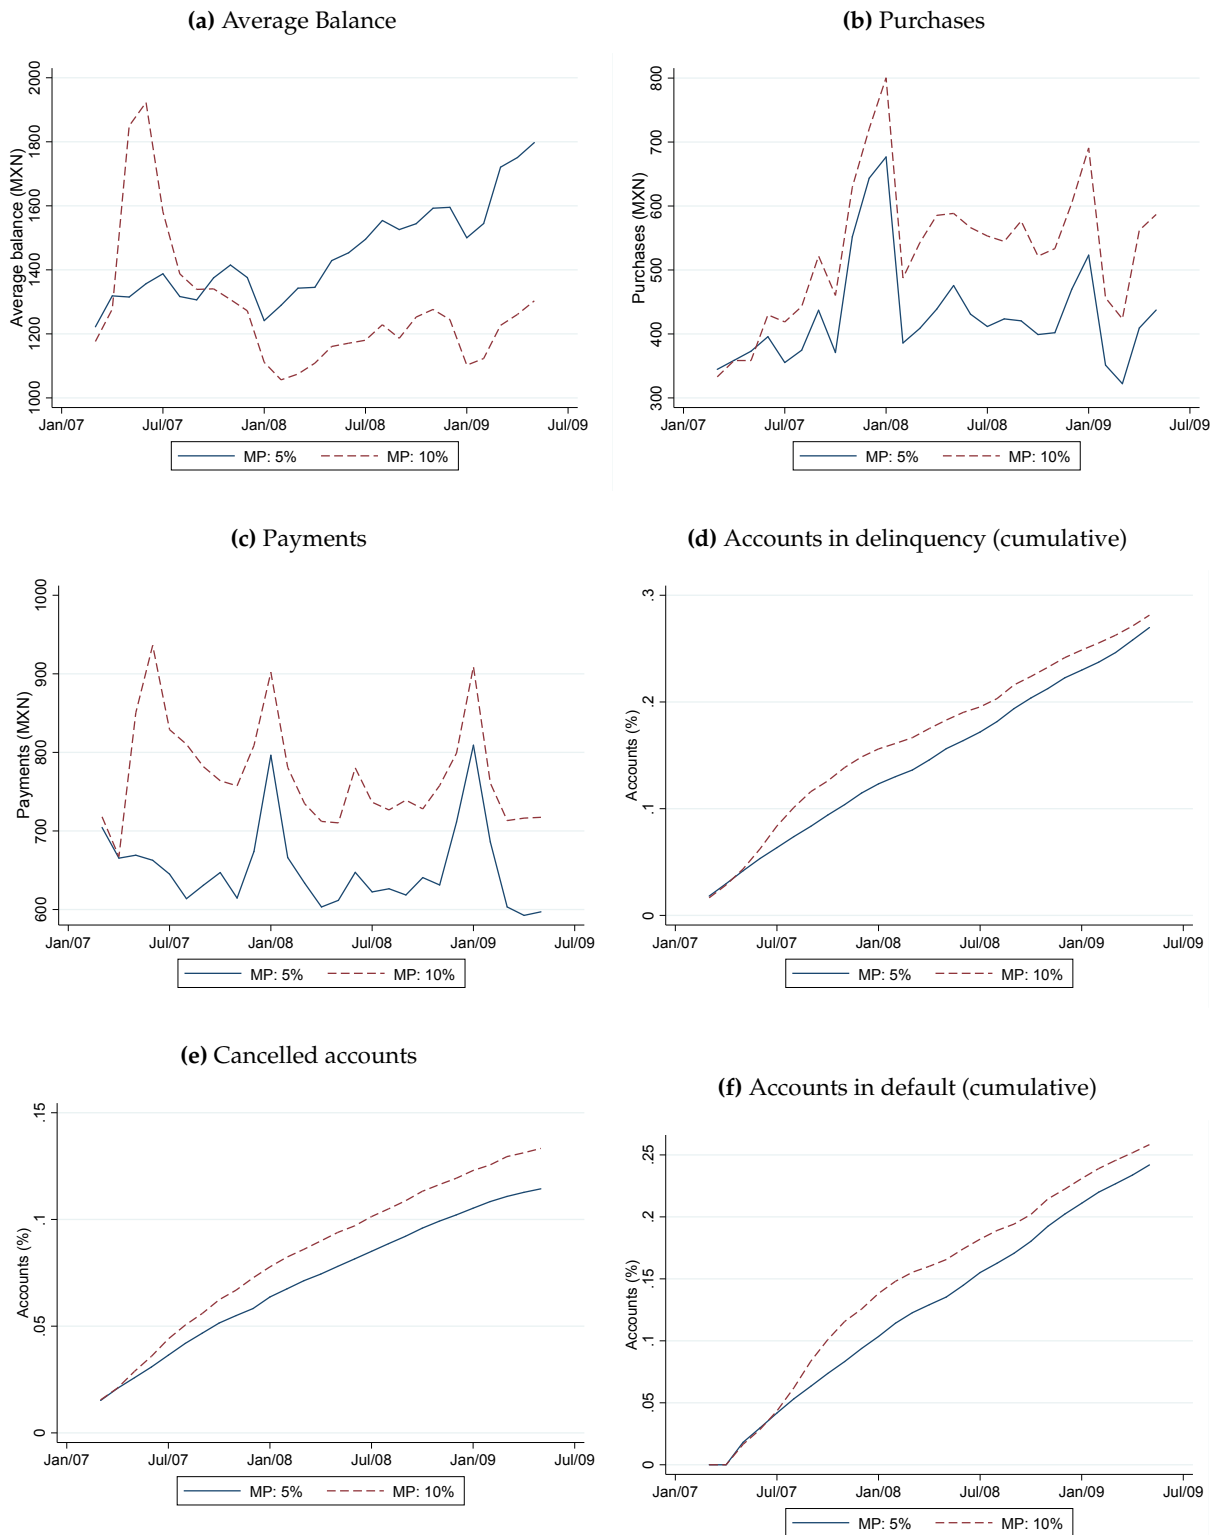 (a) Average Balance
Average balance (MXN)
2000
1800
1600
1400
1200
1000
Jan/07 Jul/07 Jan/08 Jul/08 Jan/09 Jul/09
MP: 5% MP: 10%
(b) Purchases
Purchases (MXN)
800
700
600
500
400
300
Jan/07 Jul/07 Jan/08 Jul/08 Jan/09 Jul/09
MP: 5% MP: 10%
(c) Payments
Payments (MXN)
1000
900
800
700
600
Jan/07 Jul/07 Jan/08 Jul/08 Jan/09 Jul/09
MP: 5% MP: 10%
(d) Accounts in delinquency (cumulative)
Accounts (%)
.3
.2
.1
0
Jan/07 Jul/07 Jan/08 Jul/08 Jan/09 Jul/09
MP: 5% MP: 10%
(e) Cancelled accounts
Accounts (%)
.15
.1
.05
0
Jan/07 Jul/07 Jan/08 Jul/08 Jan/09 Jul/09
MP: 5% MP: 10%
(f) Accounts in default (cumulative)
Accounts (%)
.25
.2
.15
.1
.05
0
Jan/07 Jul/07 Jan/08 Jul/08 Jan/09 Jul/09
MP: 5% MP: 10%